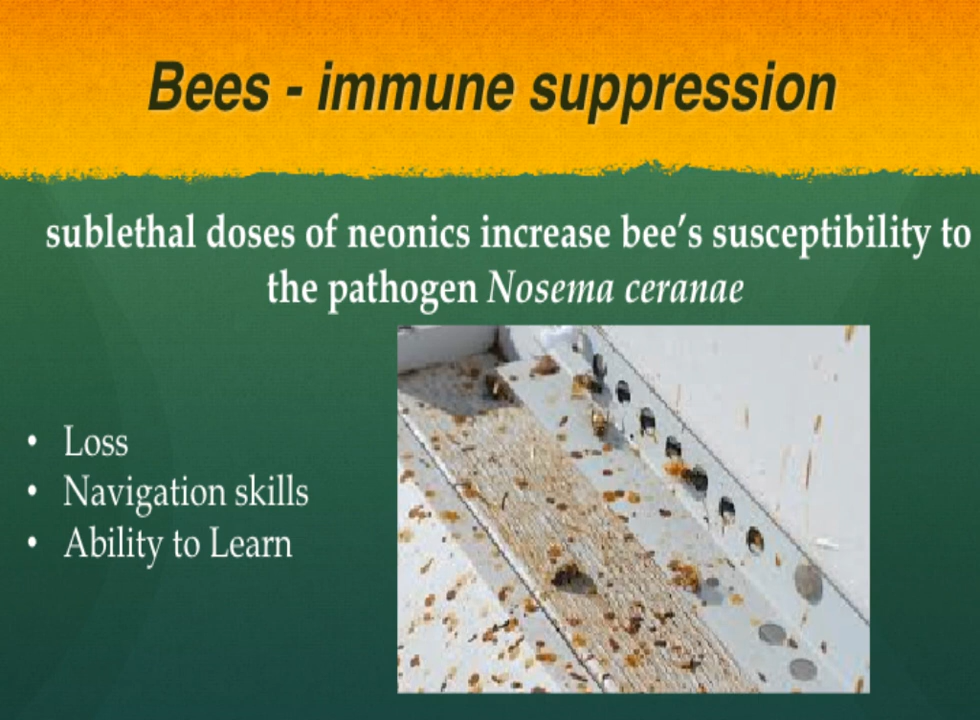 Bees - immune suppression
sublethal doses of neonics increase bee’s susceptibility to
the pathogen Nosema ceranae
• Loss
• Navigation skills
• Ability to Learn